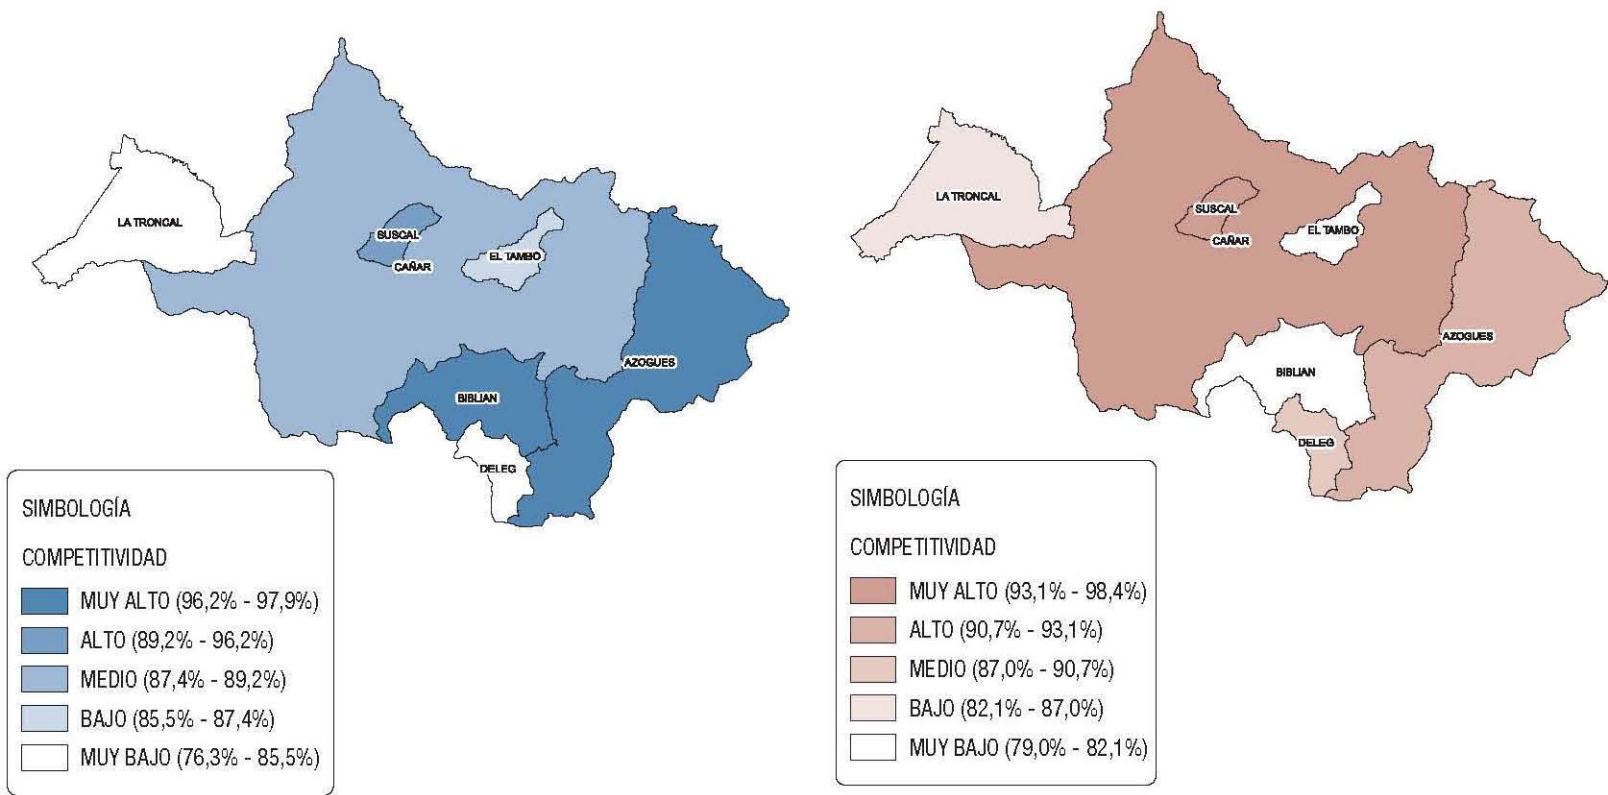 LA TRONCAL
SUSCAL
CAÑAR
EL TAMBO
AZOGUES
BIBLIAN
DELEG
SIMBOLOGÍA
COMPETITIVIDAD
MUY ALTO (96,2% - 97,9%)
ALTO (89,2% - 96,2%)
MEDIO (87,4% - 89,2%)
BAJO (85,5% - 87,4%)
MUY BAJO (76,3% - 85,5%)
LA TRONCAL
SUSCAL
CAÑAR
EL TAMBO
AZOGUES
BIBLIAN
DELEG
SIMBOLOGÍA
COMPETITIVIDAD
MUY ALTO (93,1% - 98,4%)
ALTO (90,7% - 93,1%)
MEDIO (87,0% - 90,7%)
BAJO (82,1% - 87,0%)
MUY BAJO (79,0% - 82,1%)